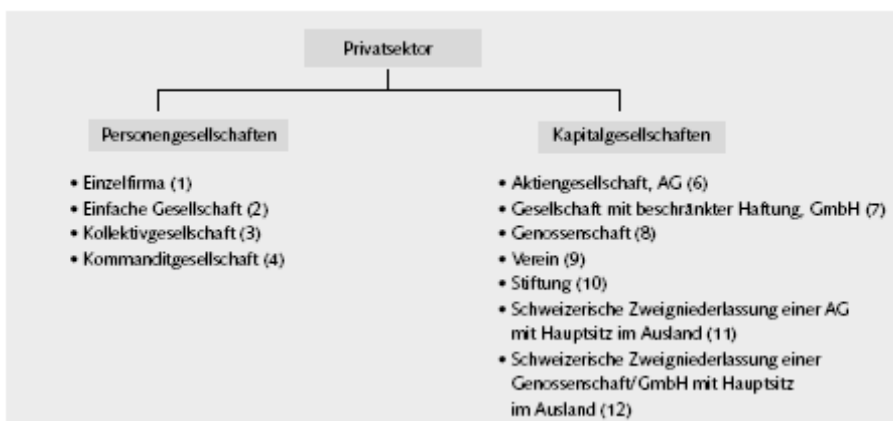 Privatsektor
Personengesellschaften
• Einzelfirma (1)
• Einfache Gesellschaft (2)
• Kollektivgesellschaft (3)
• Kommanditgesellschaft (4)
Kapitalgesellschaften
• Aktiengesellschaft, AG (6)
• Gesellschaft mit beschränkter Haftung, GmbH (7)
• Genossenschaft (8)
• Verein (9)
• Stiftung (10)
• Schweizerische Zweigniederlassung einer AG
mit Hauptsitz im Ausland (11)
• Schweizerische Zweigniederlassung einer
Genossenschaft/GmbH mit Hauptsitz
im Ausland (12)